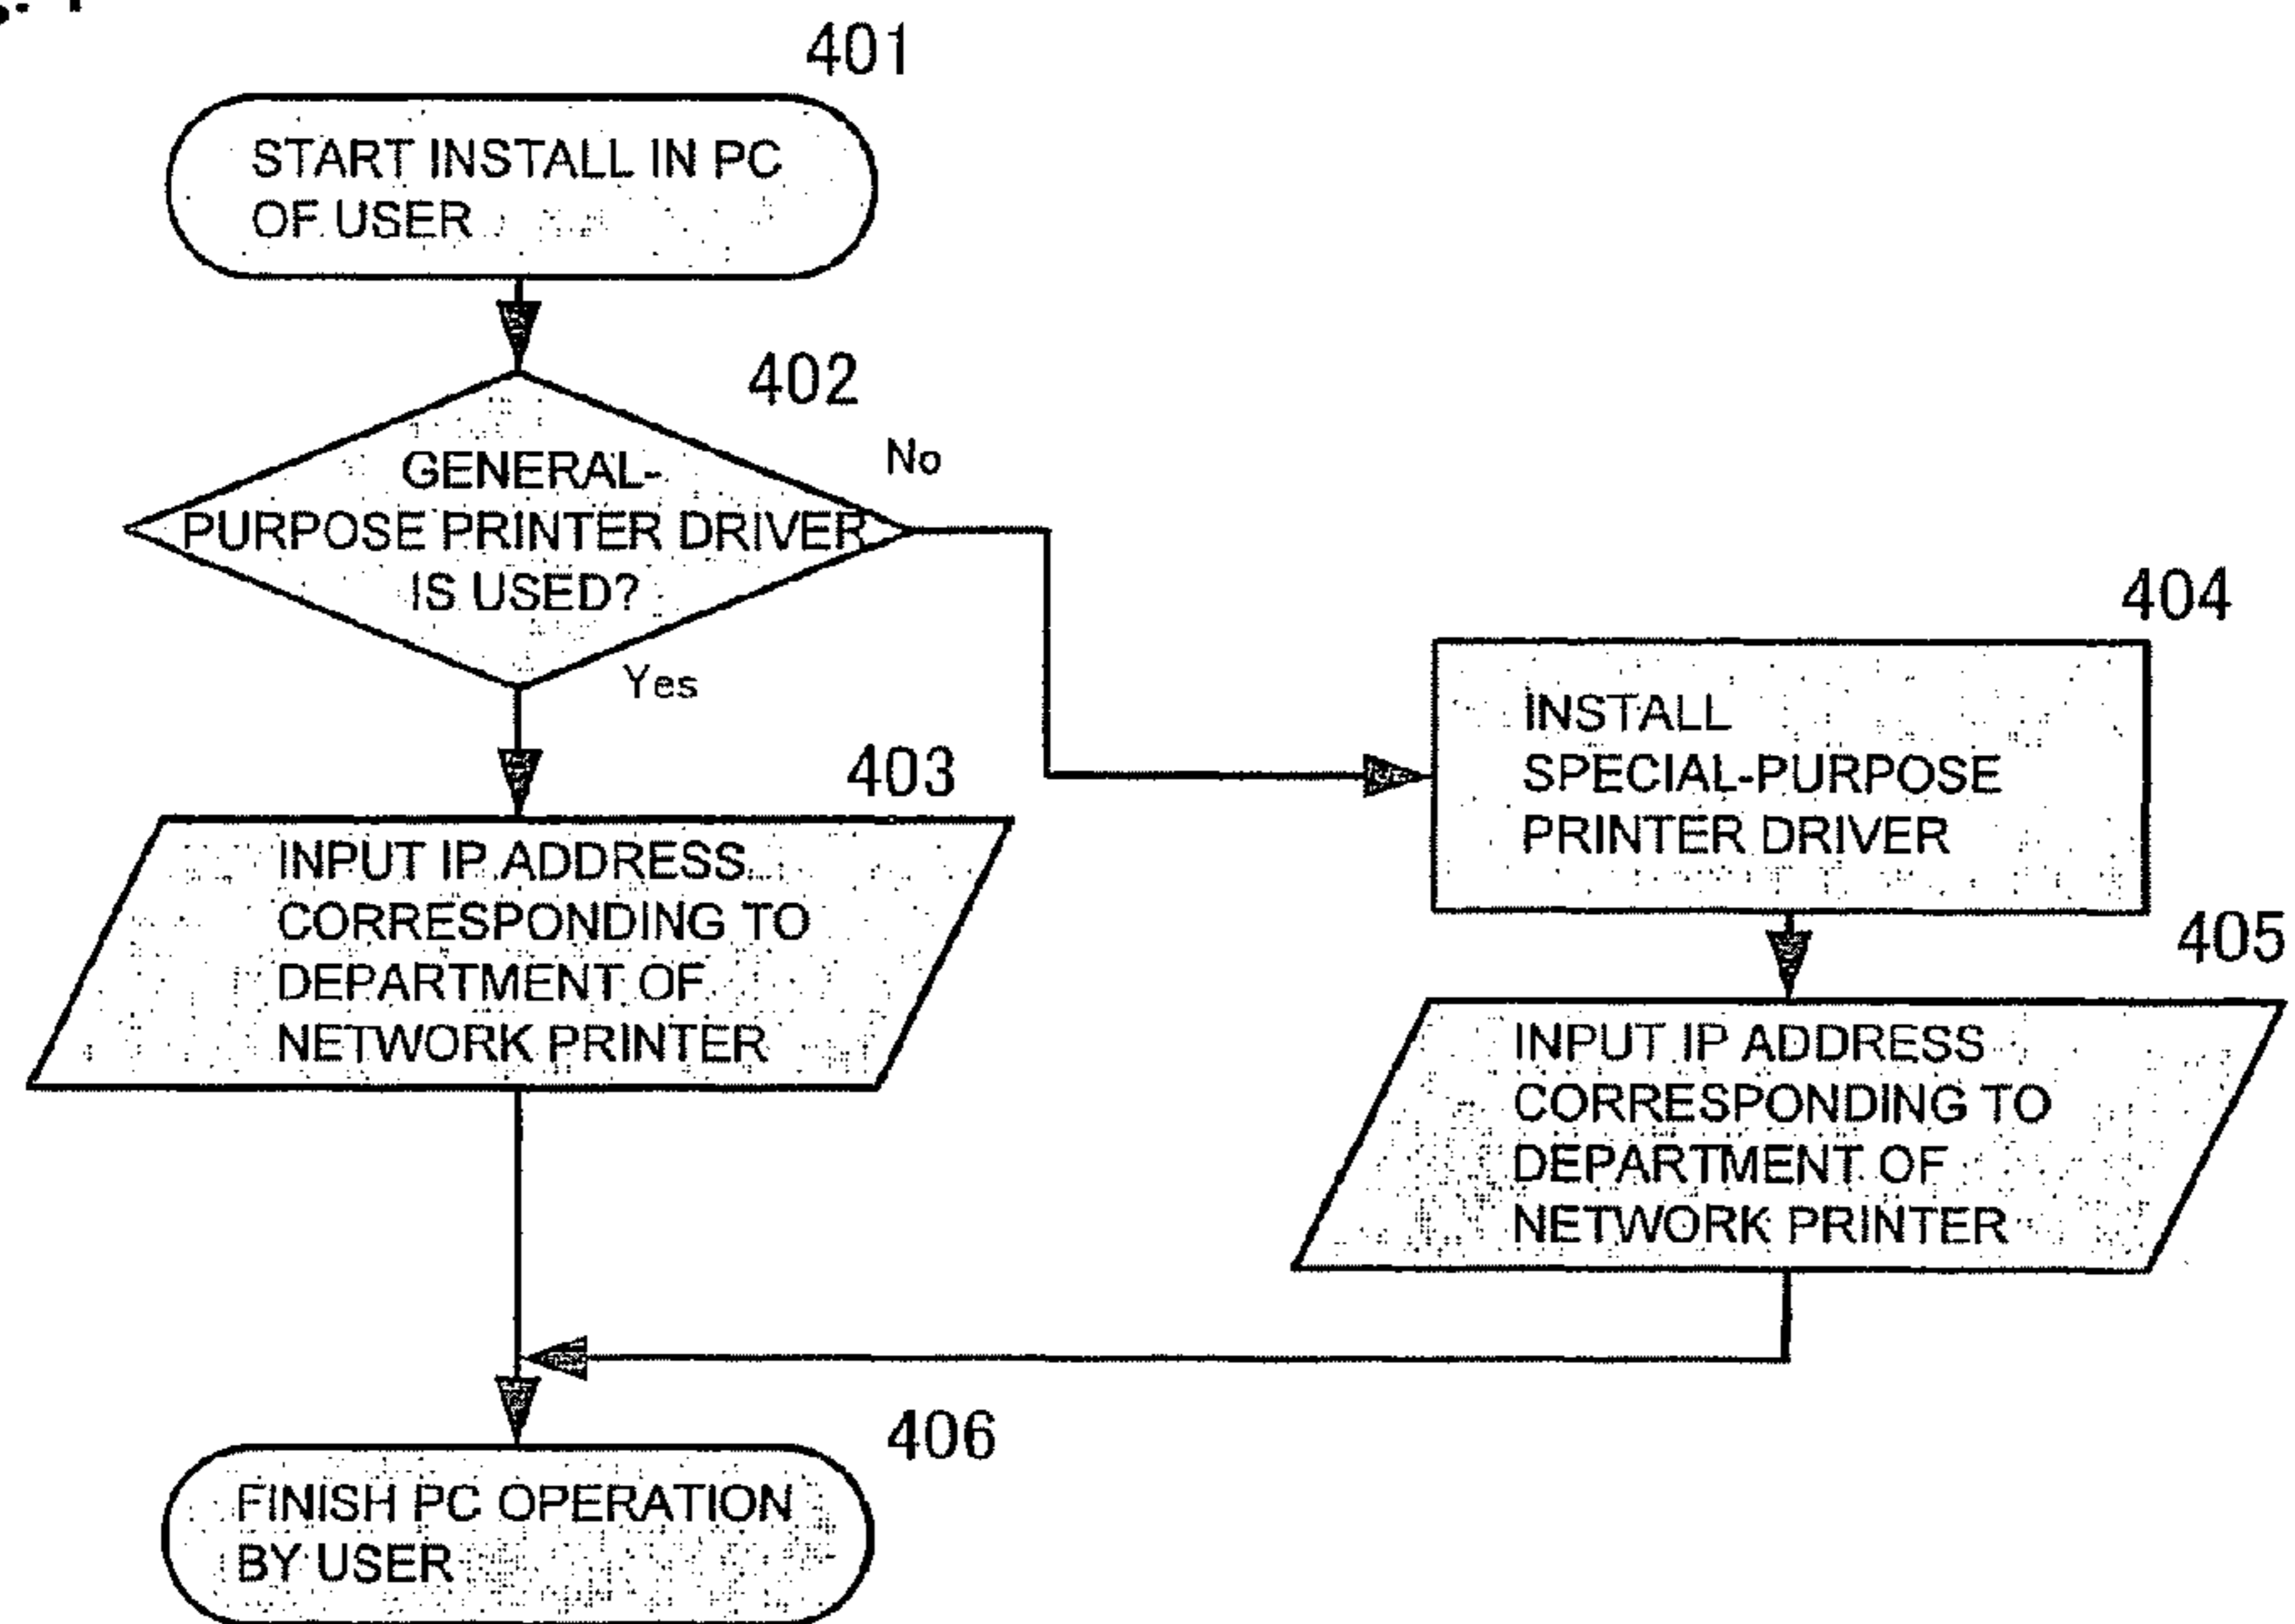 401
START INSTALL IN PC
OF USER
402
GENERAL-
PURPOSE PRINTER DRIVER
IS USED?
No
Yes
403
INPUT IP ADDRESS
CORRESPONDING TO
DEPARTMENT OF
NETWORK PRINTER
404
INSTALL
SPECIAL-PURPOSE
PRINTER DRIVER
405
INPUT IP ADDRESS
CORRESPONDING TO
DEPARTMENT OF
NETWORK PRINTER
406
FINISH PC OPERATION
BY USER